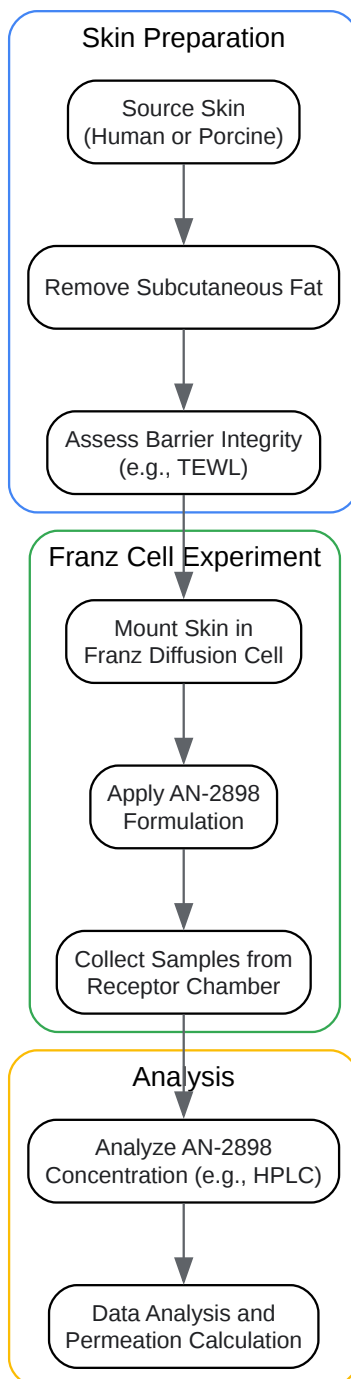 Skin Preparation
Source Skin
(Human or Porcine)
Remove Subcutaneous Fat
Assess Barrier Integrity
(e.g., TEWL)
Franz Cell Experiment
Mount Skin in
Franz Diffusion Cell
Apply AN-2898
Formulation
Collect Samples from
Receptor Chamber
Analysis
Analyze AN-2898
Concentration (e.g., HPLC)
Data Analysis and
Permeation Calculation